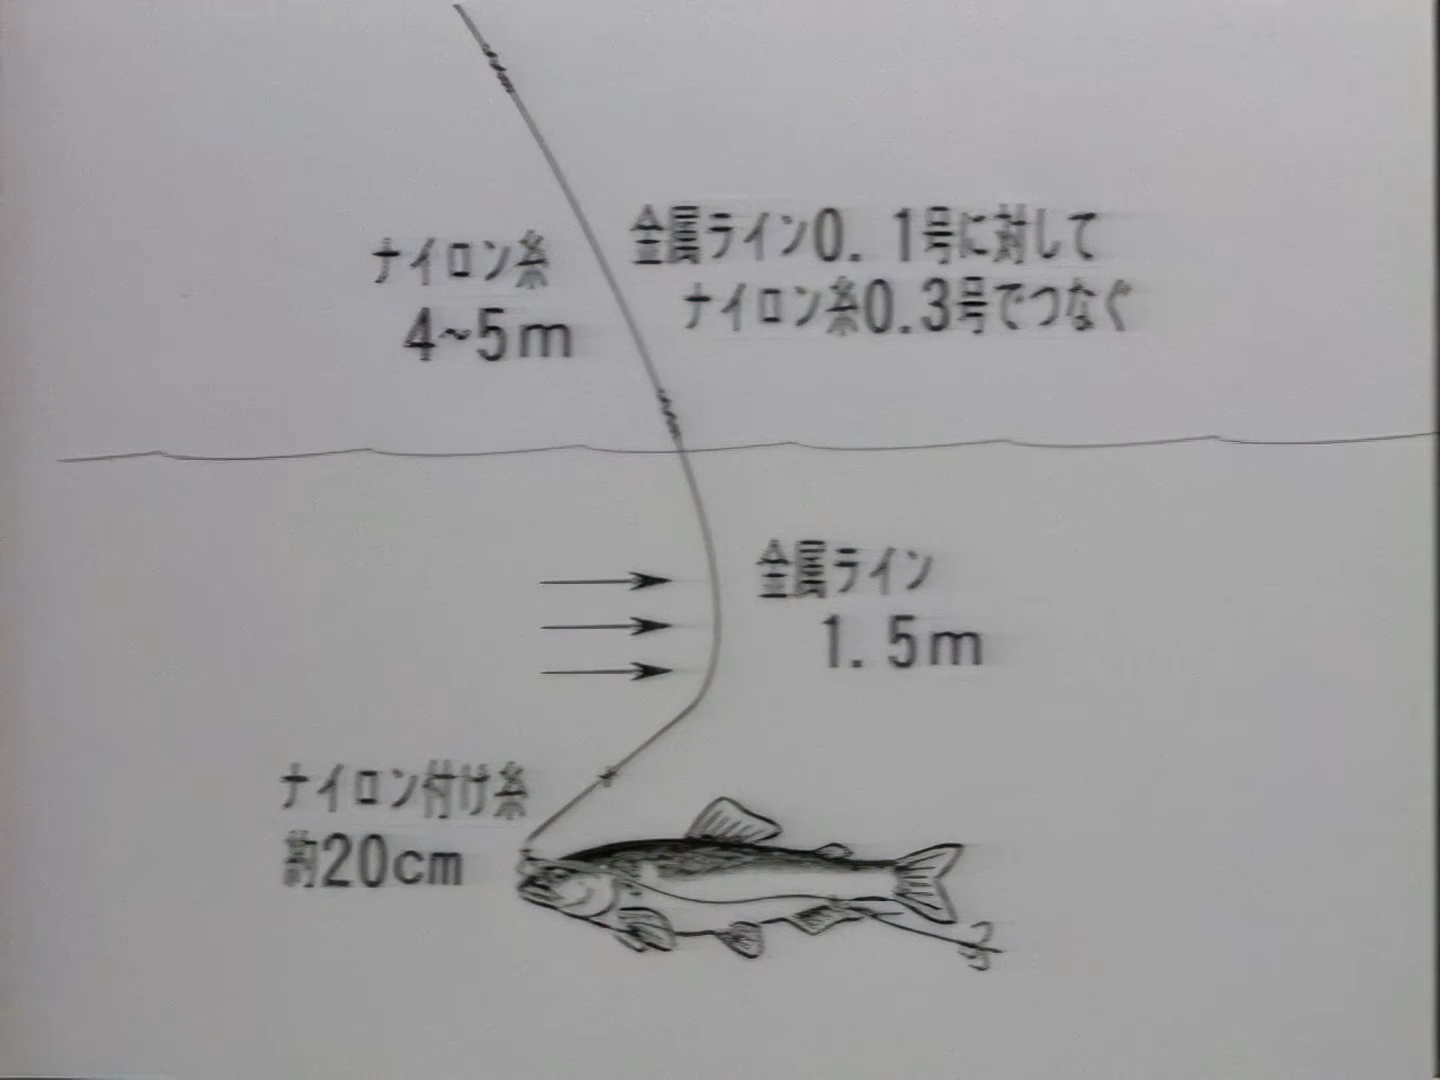 金属ライン0.1号に対して
ナイロン糸0.3号でつなぐ
ナイロン糸
4~5m
金属ライン
1.5m
ナイロン付け糸
約20cm